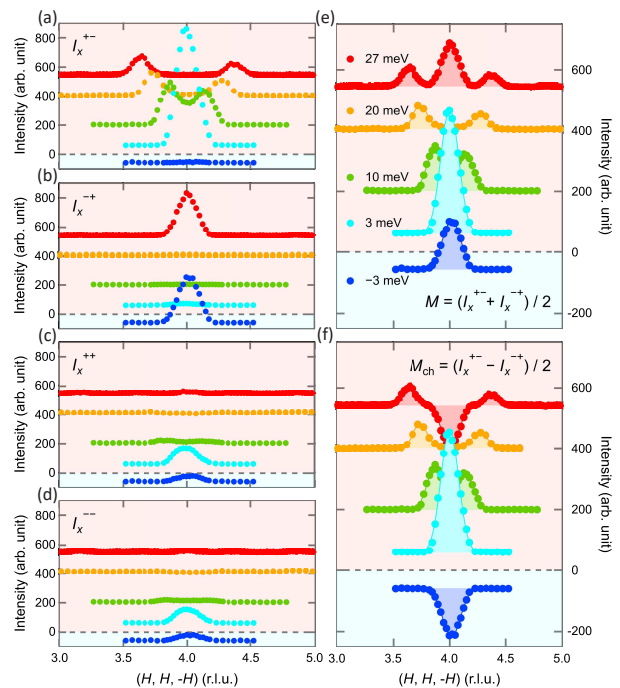 (a)
I_x^{+−}
800
600
400
200
0
Intensity (arb. unit)
(b)
I_x^{−+}
800
600
400
200
0
Intensity (arb. unit)
(c)
I_x^{++}
800
600
400
200
0
Intensity (arb. unit)
(d)
I_x^{−−}
800
600
400
200
0
Intensity (arb. unit)
3.0 3.5 4.0 4.5 5.0
(H, H, -H) (r.l.u.)
(e)
27 meV
20 meV
10 meV
3 meV
−3 meV
M = (I_x^{+−} + I_x^{−+}) / 2
600
400
200
0
-200
Intensity (arb. unit)
(f)
M_ch = (I_x^{+−} − I_x^{−+}) / 2
600
400
200
0
-200
Intensity (arb. unit)
3.0 3.5 4.0 4.5 5.0
(H, H, -H) (r.l.u.)